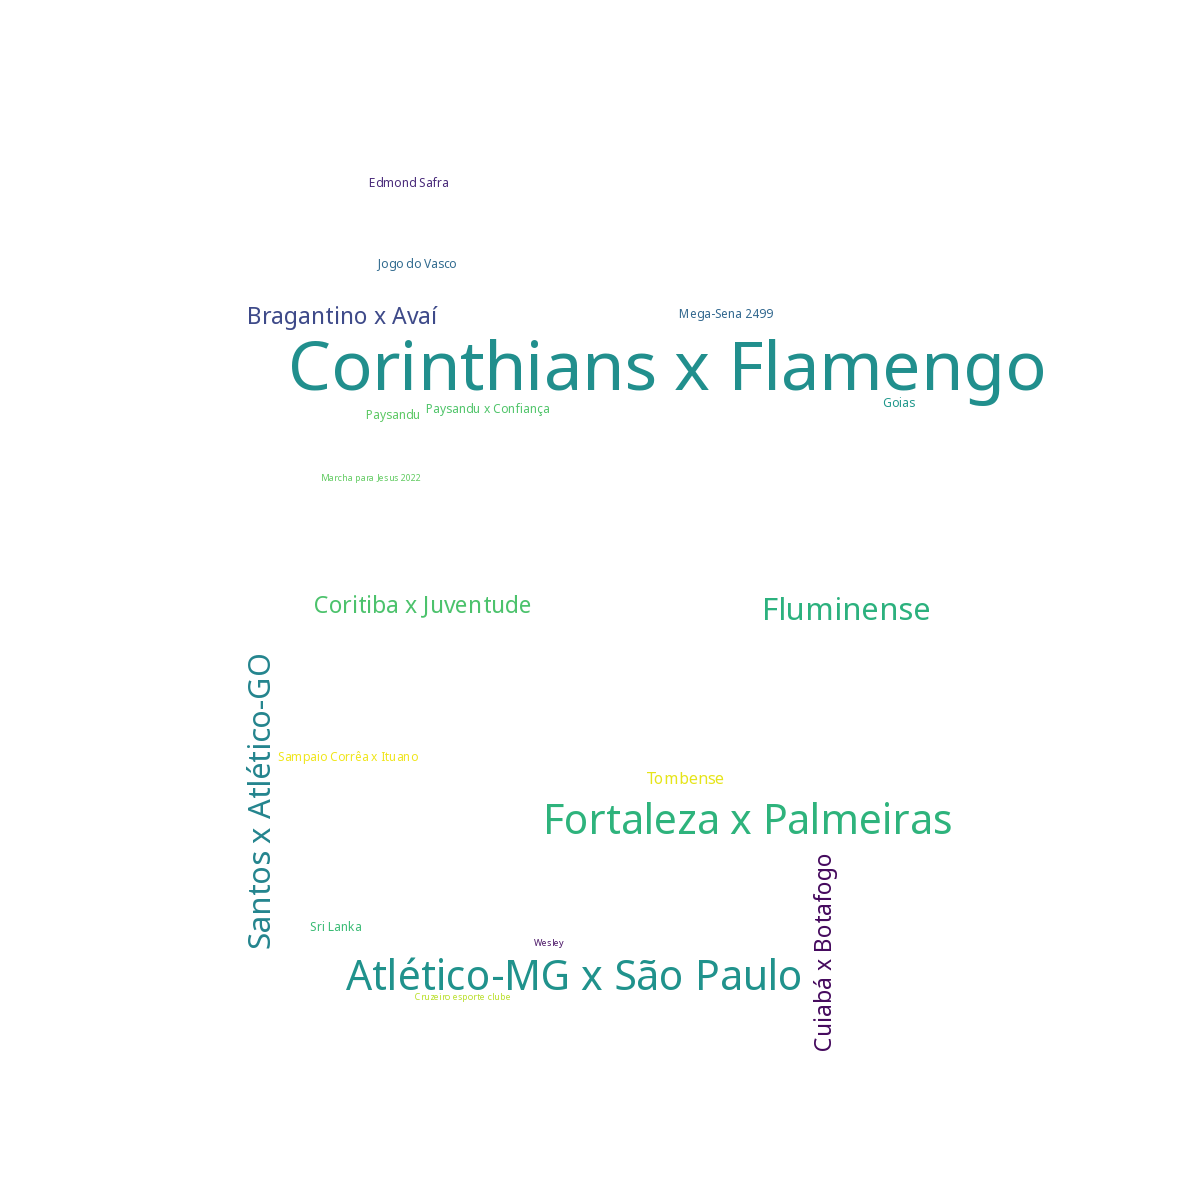 Edmond Safra
Jogo do Vasco
Bragantino x Avaí
Mega-Sena 2499
Corinthians x Flamengo
Goias
Paysandu
Paysandu x Confiança
Marcha para Jesus 2022
Coritiba x Juventude
Fluminense
Santos x Atlético-GO
Sampaio Corrêa x Ituano
Tombense
Fortaleza x Palmeiras
Cuiabá x Botafogo
Sri Lanka
Wesley
Atlético-MG x São Paulo
Cruzeiro esporte clube